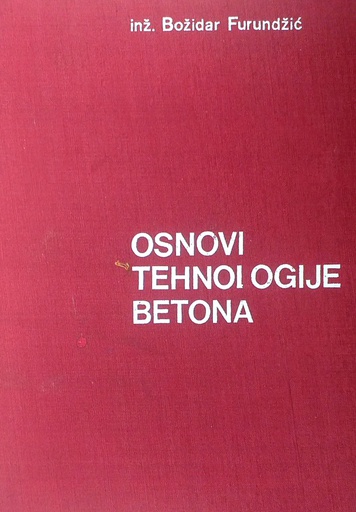 inž. Božidar Furundžić
OSNOVI
TEHNOLOGIJE
BETONA